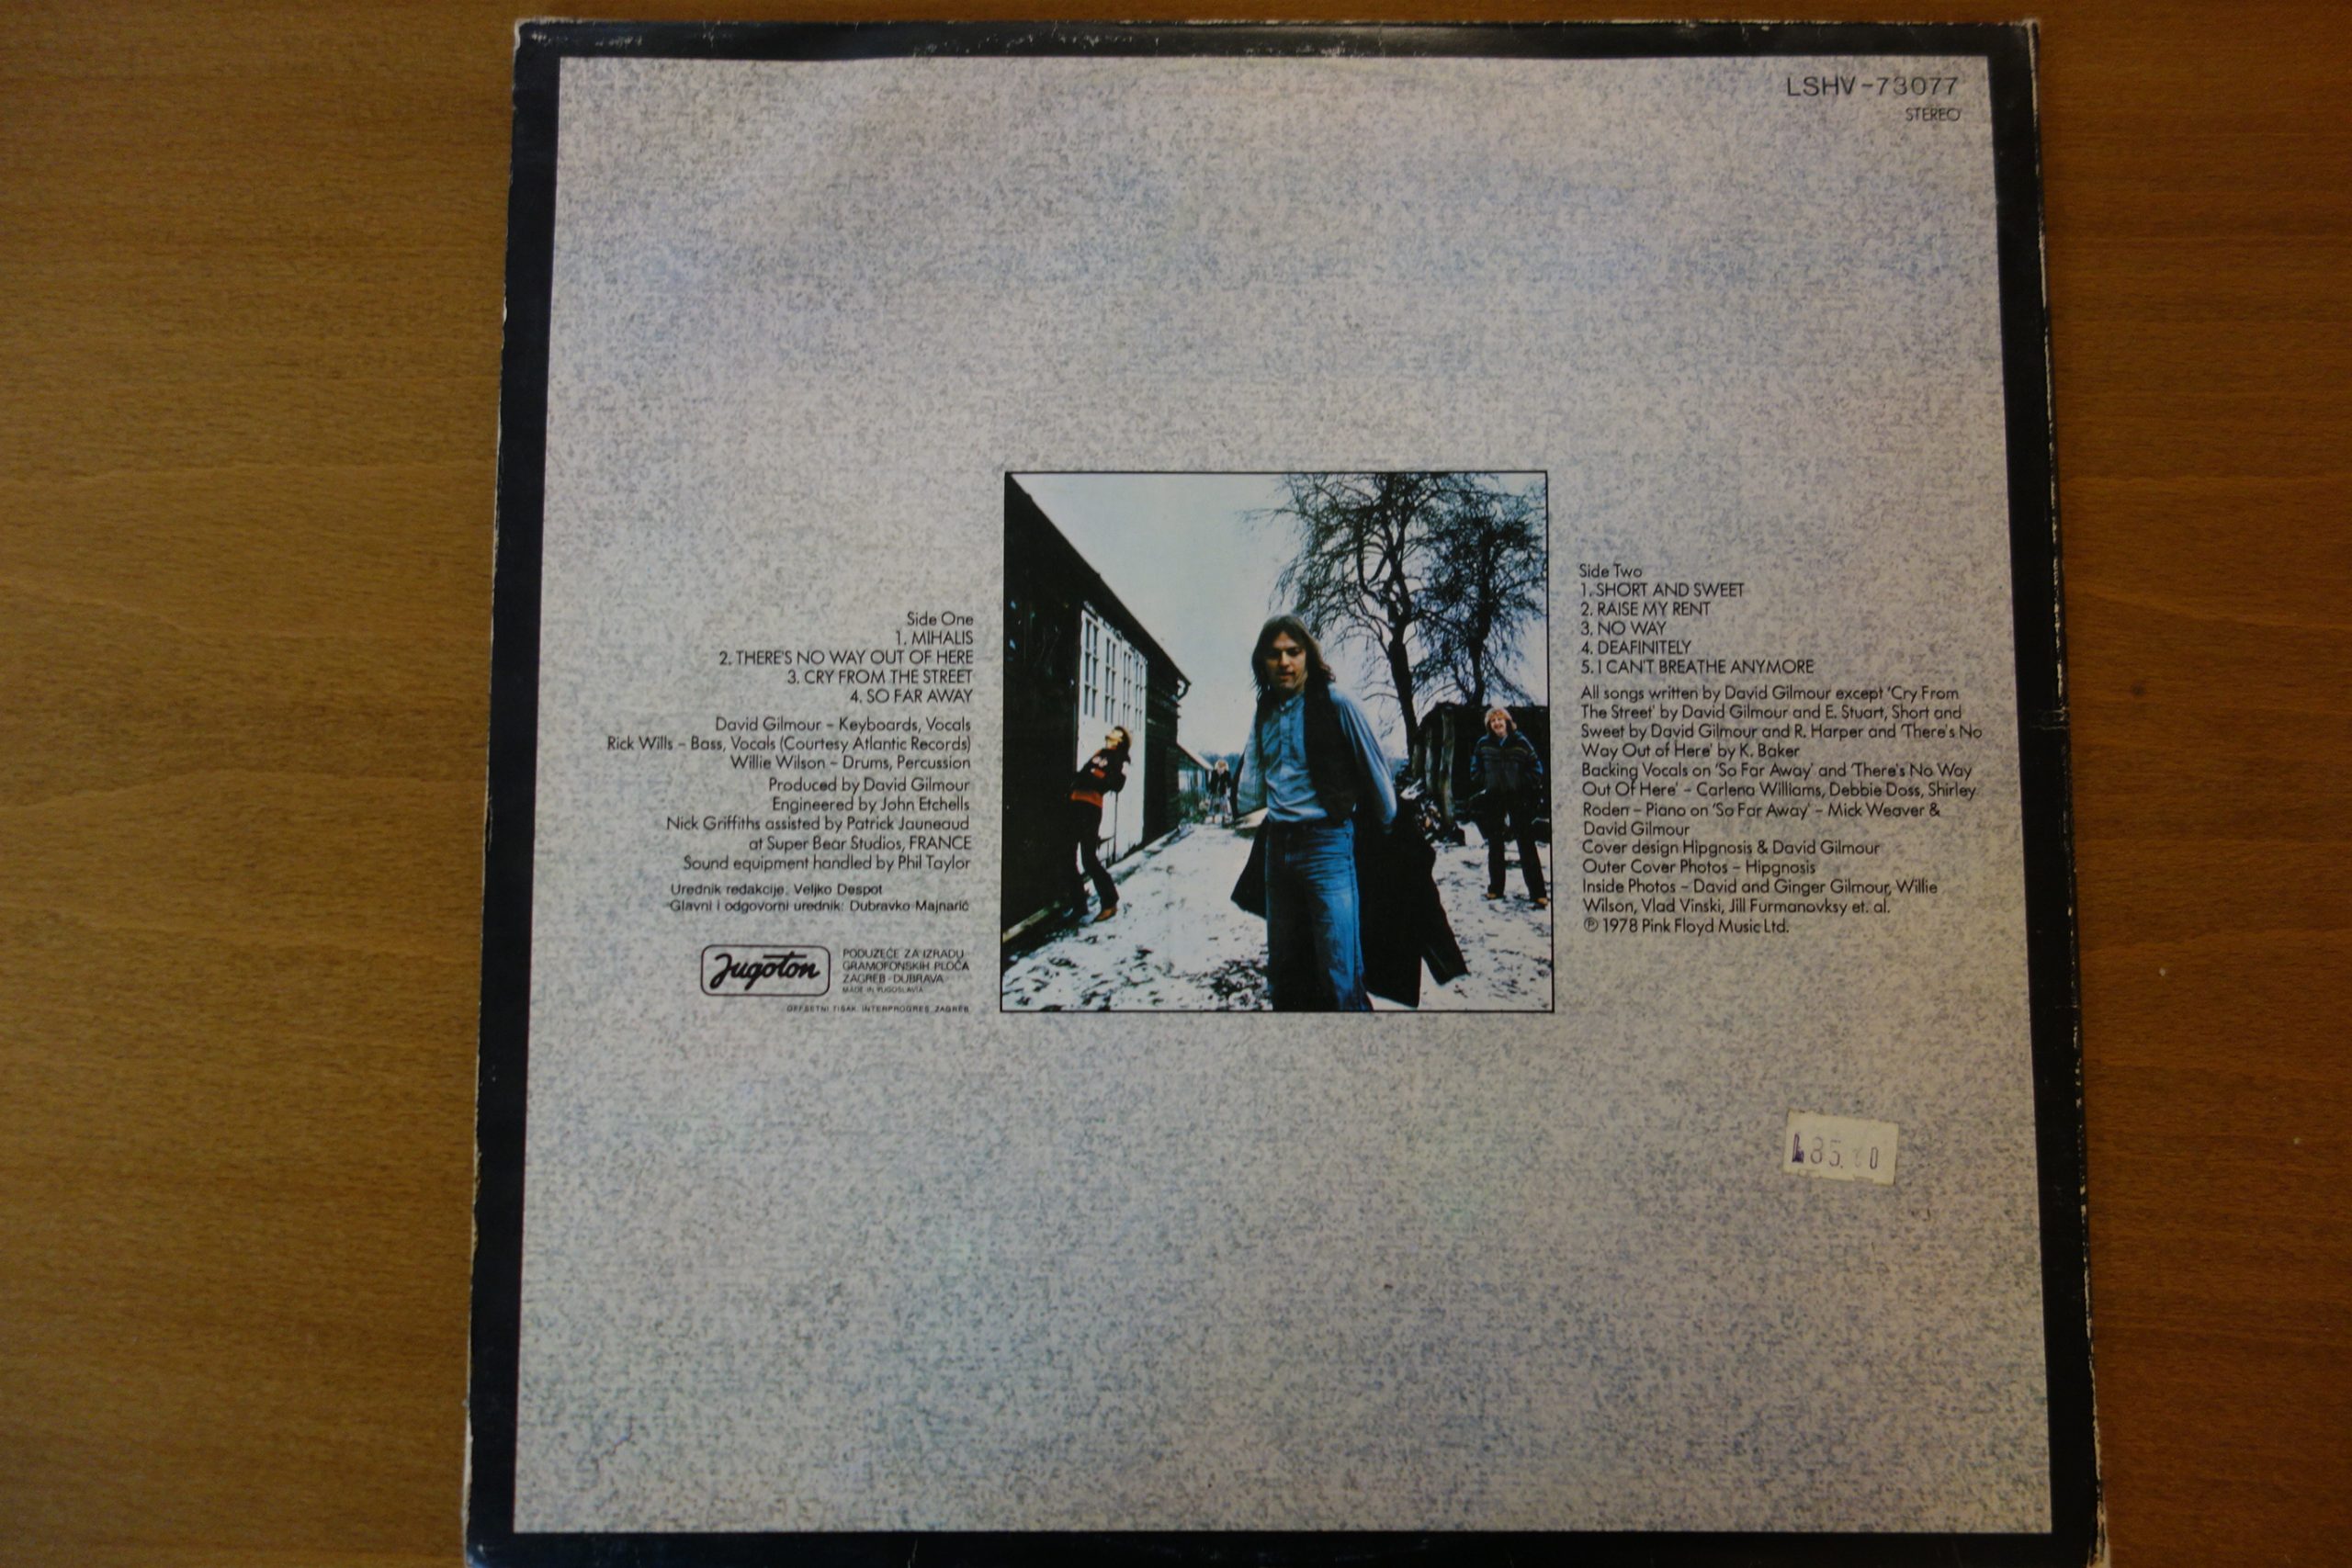 LSHV-73077
STEREO
Side One
1. MIHALIS
2. THERE'S NO WAY OUT OF HERE
3. CRY FROM THE STREET
4. SO FAR AWAY
David Gilmour – Keyboards, Vocals
Rick Wills – Bass, Vocals (Courtesy Atlantic Records)
Willie Wilson – Drums, Percussion
Produced by David Gilmour
Engineered by John Etchells
Nick Griffiths assisted by Patrick Jauneaud
at Super Bear Studios, FRANCE
Sound equipment handled by Phil Taylor
Urednik redakcije: Veljko Despot
Glavni i odgovorni urednik: Dubravko Majnarić
Jugoton
PODUZEĆE ZA IZRADU
GRAMOFONSKIH PLOČA
ZAGREB - DUBRAVA
MADE IN YUGOSLAVIA
OFFSETNI TISAK: INTERPROGRES, ZAGREB
Side Two
1. SHORT AND SWEET
2. RAISE MY RENT
3. NO WAY
4. DEAFINITELY
5. I CAN'T BREATHE ANYMORE
All songs written by David Gilmour except 'Cry From
The Street' by David Gilmour and E. Stuart, Short and
Sweet by David Gilmour and R. Harper and 'There's No
Way Out of Here' by K. Baker
Backing Vocals on 'So Far Away' and 'There's No Way
Out Of Here' – Carlena Williams, Debbie Doss, Shirley
Roden – Piano on 'So Far Away' – Mick Weaver &
David Gilmour
Cover design Hipgnosis & David Gilmour
Outer Cover Photos – Hipgnosis
Inside Photos – David and Ginger Gilmour, Willie
Wilson, Vlad Vinski, Jill Furmanovksy et. al.
℗ 1978 Pink Floyd Music Ltd.